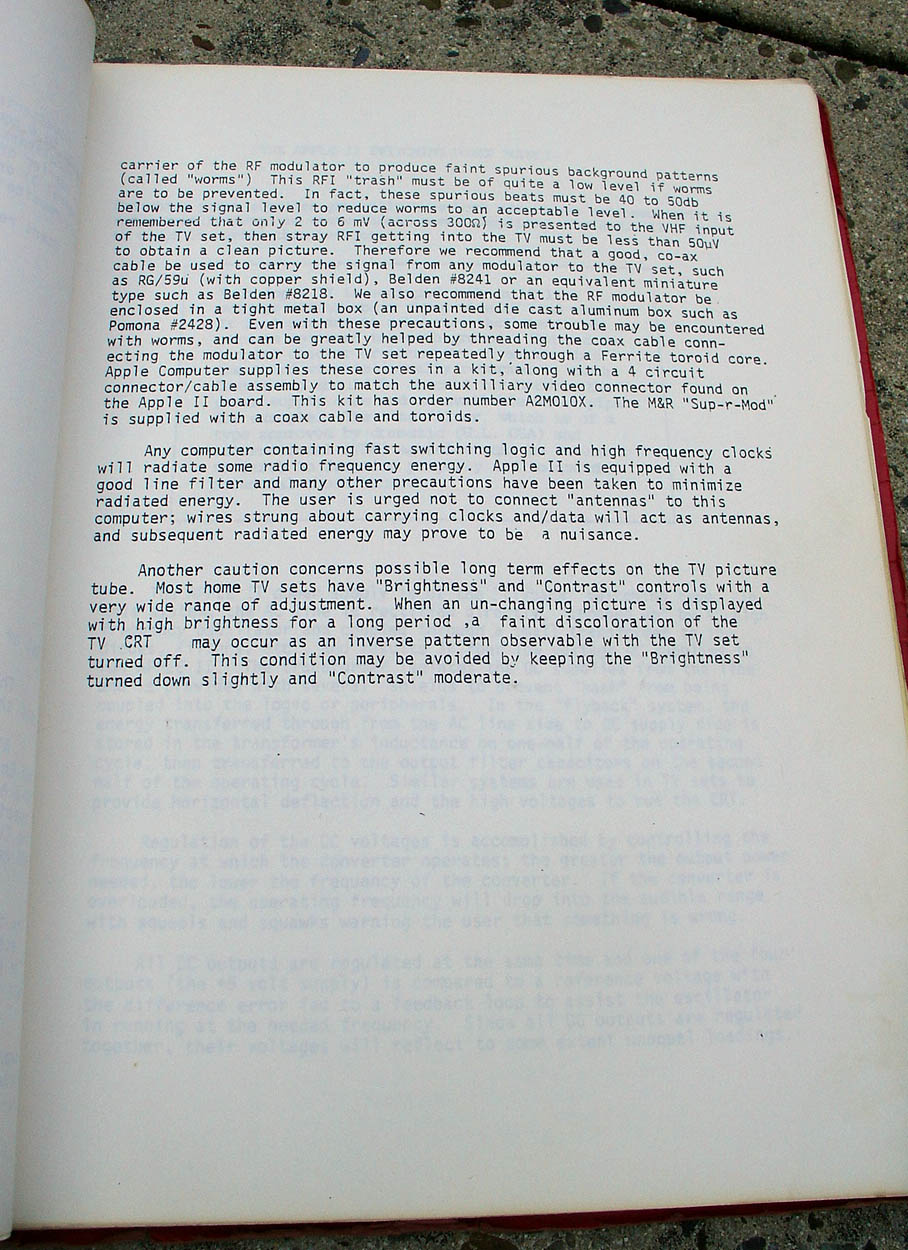 carrier of the RF modulator to produce faint spurious background patterns
(called "worms") This RFI "trash" must be of quite a low level if worms
are to be prevented. In fact, these spurious beats must be 40 to 50db
below the signal level to reduce worms to an acceptable level. When it is
remembered that only 2 to 6 mV (across 300Ω) is presented to the VHF input
of the TV set, then stray RFI getting into the TV must be less than 50µV
to obtain a clean picture. Therefore we recommend that a good, co-ax
cable be used to carry the signal from any modulator to the TV set, such
as RG/59u (with copper shield), Belden #8241 or an equivalent miniature
type such as Belden #8218. We also recommend that the RF modulator be
enclosed in a tight metal box (an unpainted die cast aluminum box such as
Pomona #2428). Even with these precautions, some trouble may be encountered
with worms, and can be greatly helped by threading the coax cable conn-
ecting the modulator to the TV set repeatedly through a Ferrite toroid core.
Apple Computer supplies these cores in a kit, along with a 4 circuit
connector/cable assembly to match the auxilliary video connector found on
the Apple II board. This kit has order number A2M010X. The M&R "Sup-r-Mod"
is supplied with a coax cable and toroids.
Any computer containing fast switching logic and high frequency clocks
will radiate some radio frequency energy. Apple II is equipped with a
good line filter and many other precautions have been taken to minimize
radiated energy. The user is urged not to connect "antennas" to this
computer; wires strung about carrying clocks and/data will act as antennas,
and subsequent radiated energy may prove to be a nuisance.
Another caution concerns possible long term effects on the TV picture
tube. Most home TV sets have "Brightness" and "Contrast" controls with a
very wide range of adjustment. When an un-changing picture is displayed
with high brightness for a long period ,a faint discoloration of the
TV CRT may occur as an inverse pattern observable with the TV set
turned off. This condition may be avoided by keeping the "Brightness"
turned down slightly and "Contrast" moderate.